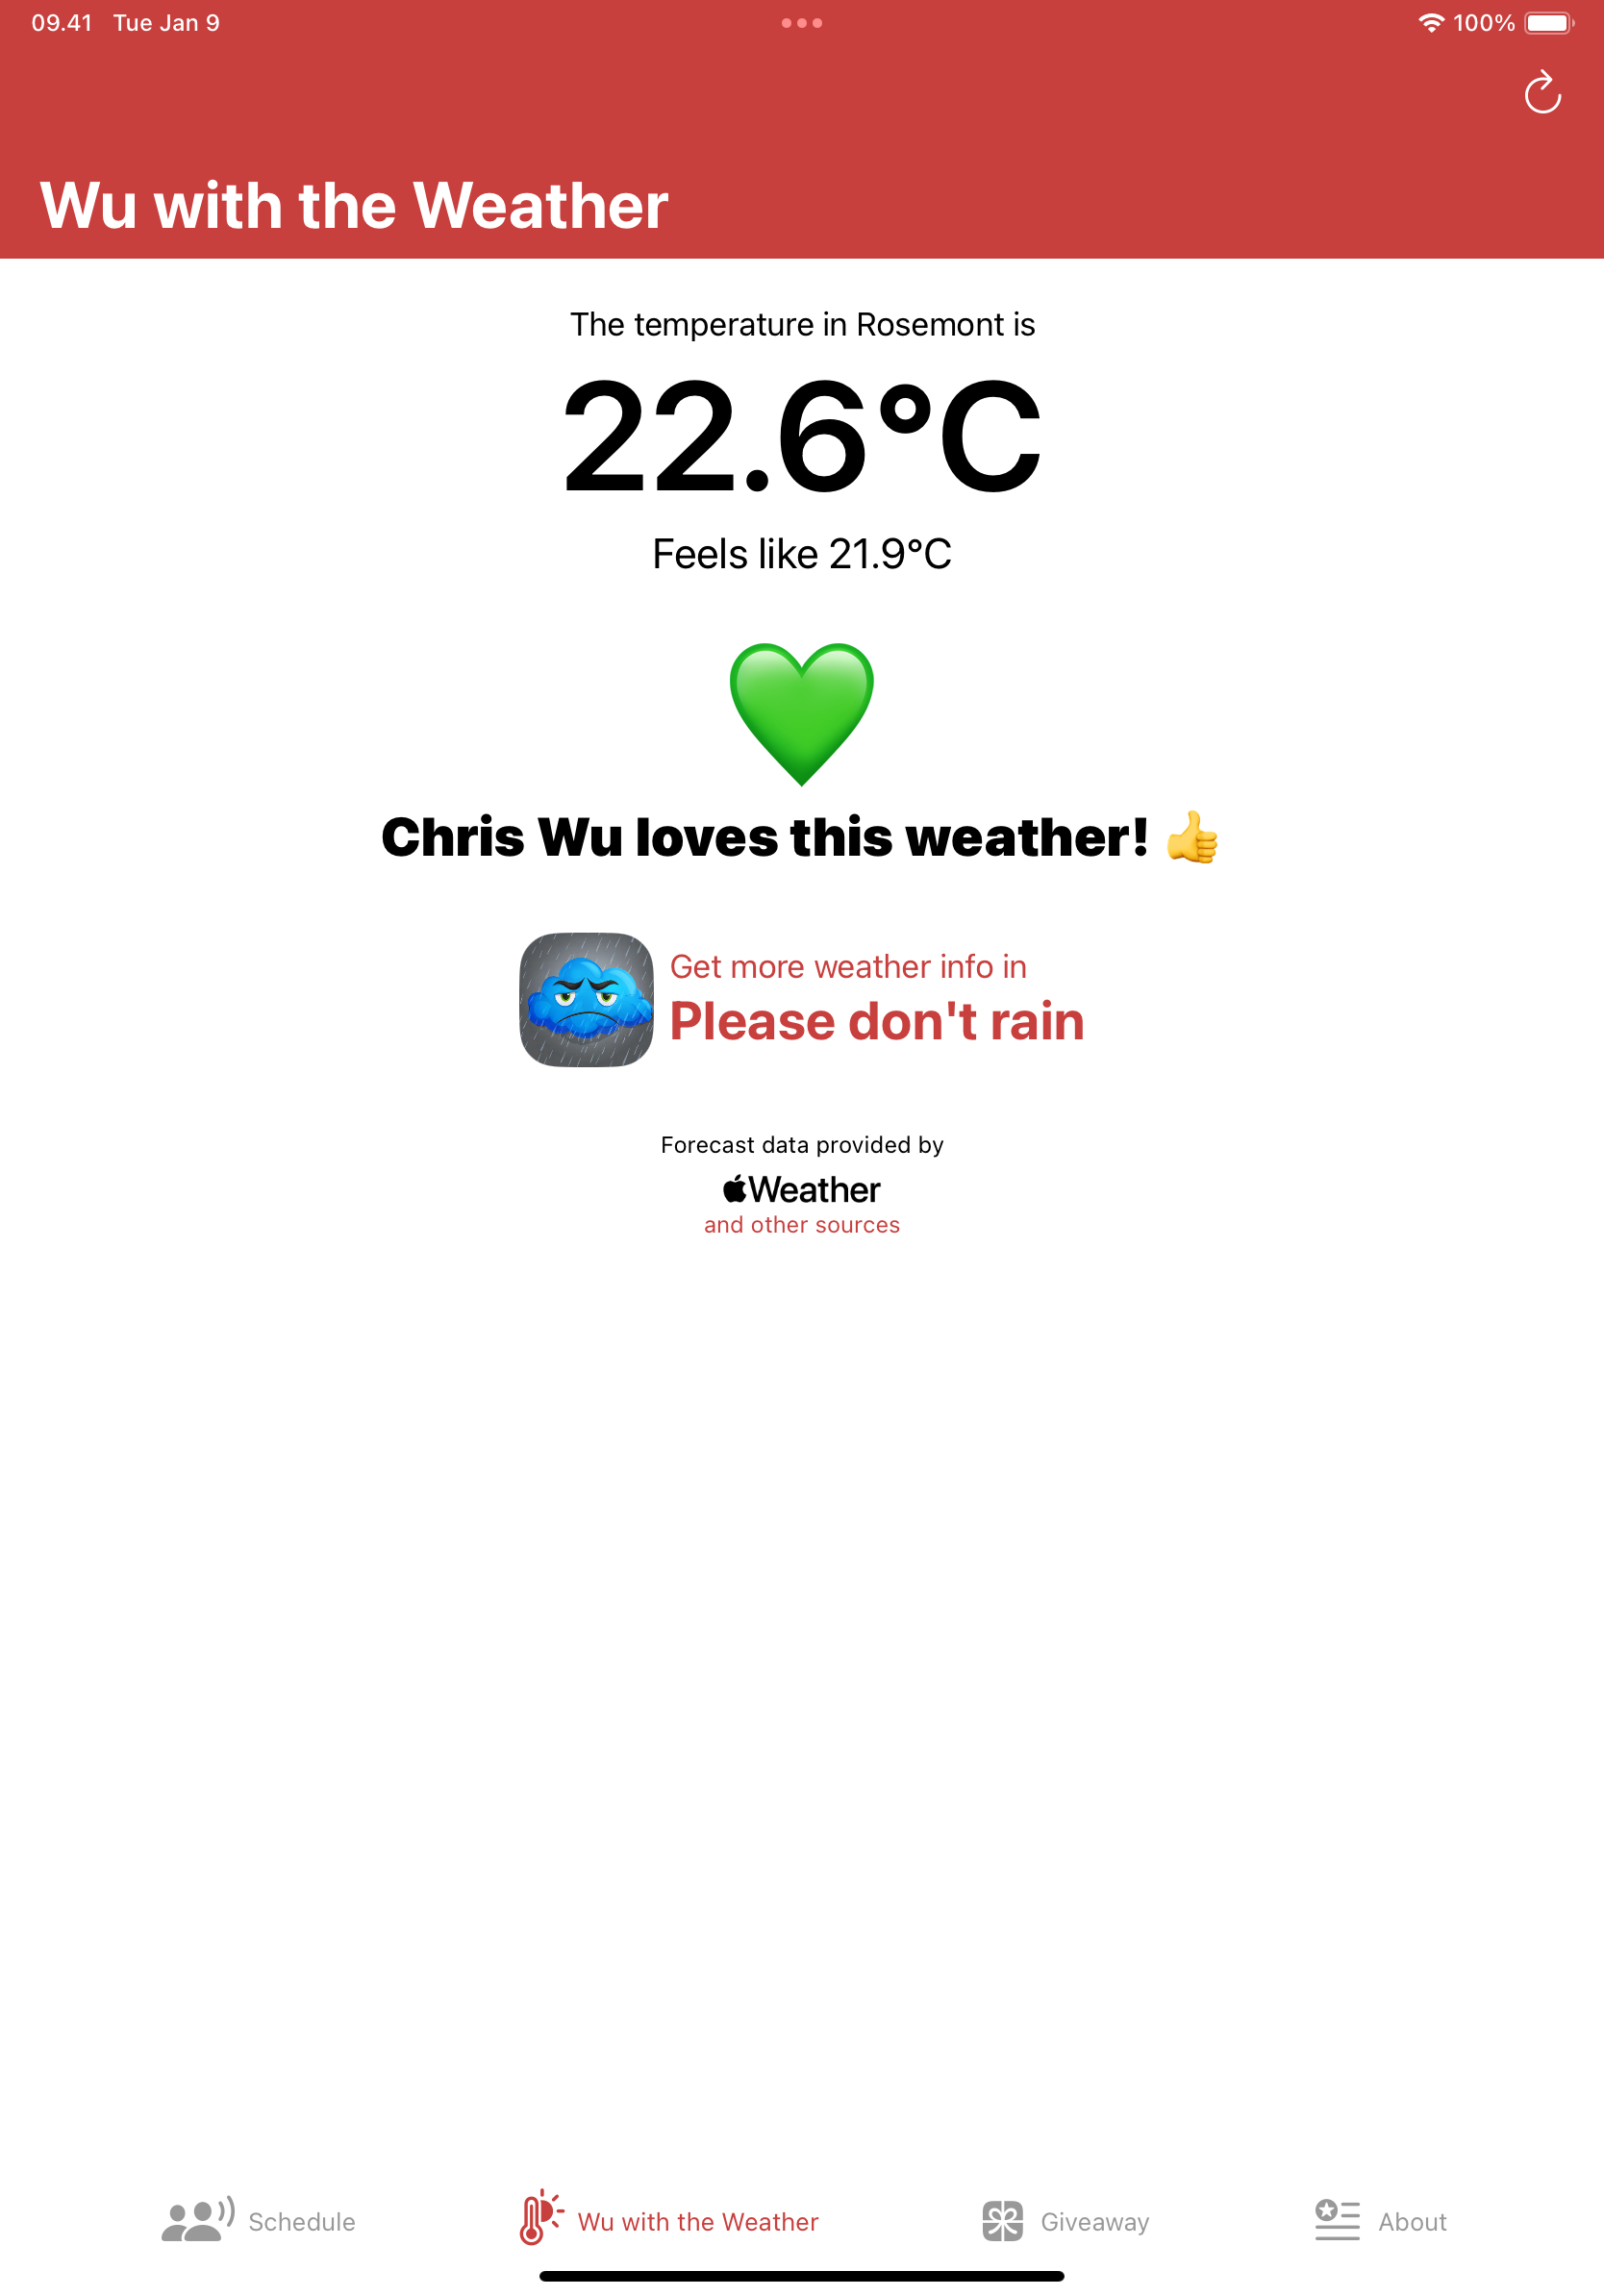 09.41 Tue Jan 9
100%
Wu with the Weather
The temperature in Rosemont is
22.6°C
Feels like 21.9°C
Chris Wu loves this weather! 👍
Get more weather info in
Please don't rain
Forecast data provided by
Weather
and other sources
Schedule
Wu with the Weather
Giveaway
About